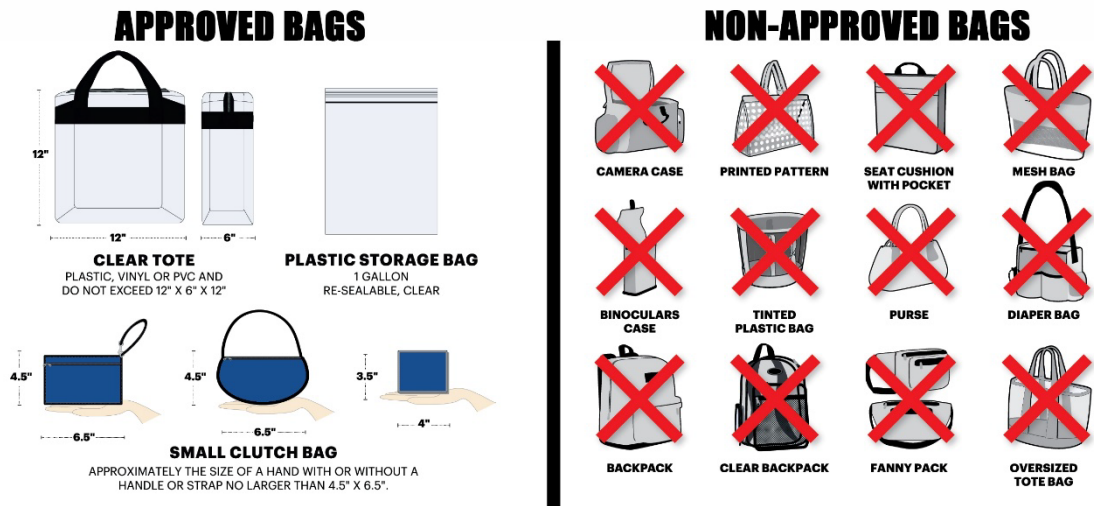 APPROVED BAGS
12"
12"
6"
CLEAR TOTE
PLASTIC, VINYL OR PVC AND
DO NOT EXCEED 12" X 6" X 12"
PLASTIC STORAGE BAG
1 GALLON
RE-SEALABLE, CLEAR
4.5"
6.5"
4.5"
6.5"
3.5"
4"
SMALL CLUTCH BAG
APPROXIMATELY THE SIZE OF A HAND WITH OR WITHOUT A
HANDLE OR STRAP NO LARGER THAN 4.5" X 6.5".
NON-APPROVED BAGS
CAMERA CASE
PRINTED PATTERN
SEAT CUSHION
WITH POCKET
MESH BAG
BINOCULARS
CASE
TINTED
PLASTIC BAG
PURSE
DIAPER BAG
BACKPACK
CLEAR BACKPACK
FANNY PACK
OVERSIZED
TOTE BAG